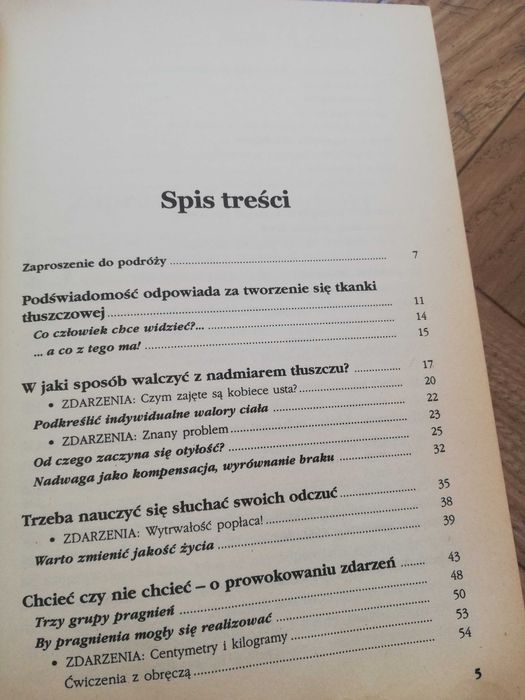 Spis treści
Zaproszenie do podróży ........ 7
Podświadomość odpowiada za tworzenie się tkanki
tłuszczowej ........ 11
Co człowiek chce widzieć?... ........ 14
... a co z tego ma! ........ 15
W jaki sposób walczyć z nadmiarem tłuszczu? ........ 17
• ZDARZENIA: Czym zajęte są kobiece usta? ........ 20
Podkreślić indywidualne walory ciała ........ 22
• ZDARZENIA: Znany problem ........ 23
Od czego zaczyna się otyłość? ........ 25
Nadwaga jako kompensacja, wyrównanie braku ........ 32
Trzeba nauczyć się słuchać swoich odczuć ........ 35
• ZDARZENIA: Wytrwałość popłaca! ........ 38
Warto zmienić jakość życia ........ 39
Chcieć czy nie chcieć – o prowokowaniu zdarzeń ........ 43
Trzy grupy pragnień ........ 48
By pragnienia mogły się realizować ........ 50
• ZDARZENIA: Centymetry i kilogramy ........ 53
Ćwiczenia z obręczą ........ 54
5